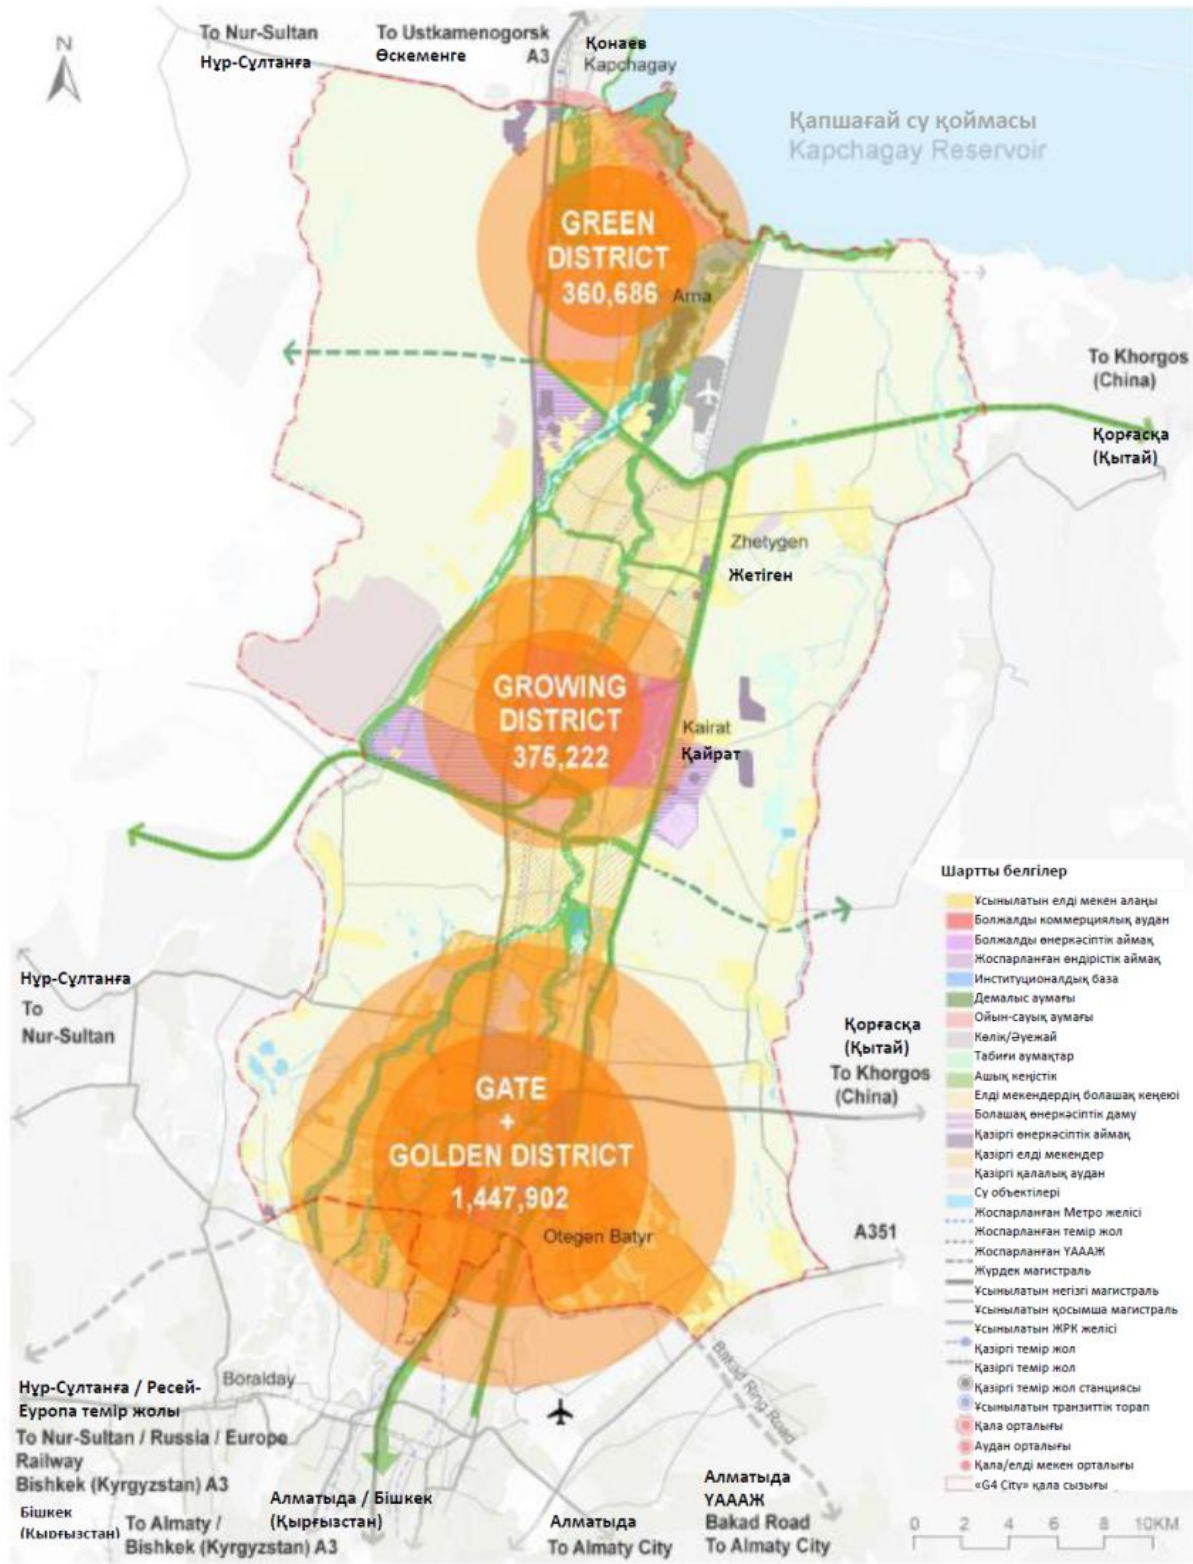 To Nur-Sultan
Нұр-Сұлтанға
To Ustkamenogorsk
Өскеменге
A3
Қонаев
Kapchagay
N
Қапшағай су қоймасы
Kapchagay Reservoir
GREEN
DISTRICT
360,686
Arna
To Khorgos
(China)
Қорғасқа
(Қытай)
Zhetygen
Жетіген
GROWING
DISTRICT
375,222
Kairat
Қайрат
Шартты белгілер
Ұсынылатын елді мекен алаңы
Болжалды коммерциялық аудан
Болжалды өнеркәсіптік аймақ
Жоспарланған өндірістік аймақ
Институционалдық база
Демалыс аумағы
Ойын-сауық аумағы
Көлік/Әуежай
Табиғи аумақтар
Ашық кеңістік
Елді мекендердің болашақ кеңеюі
Болашақ өнеркәсіптік даму
Қазіргі өнеркәсіптік аймақ
Қазіргі елді мекендер
Қазіргі қалалық аудан
Су объектілері
Жоспарланған Метро желісі
Жоспарланған темір жол
Жоспарланған ҮАААЖ
Жүрдек магистраль
Ұсынылатын негізгі магистраль
Ұсынылатын қосымша магистраль
Ұсынылатын ЖРК желісі
Қазіргі темір жол
Қазіргі темір жол
Қазіргі темір жол станциясы
Ұсынылатын транзиттік торап
Қала орталығы
Аудан орталығы
Қала/елді мекен орталығы
«G4 City» қала сызығы
Нұр-Сұлтанға
To
Nur-Sultan
Қорғасқа
(Қытай)
To Khorgos
(China)
GATE
+
GOLDEN DISTRICT
1,447,902
Otegen Batyr
A351
Boralday
Bakad Ring Road
Нұр-Сұлтанға / Ресей-
Еуропа темір жолы
To Nur-Sultan / Russia / Europe
Railway
Bishkek (Kyrgyzstan) A3
Бішкек
(Қырғызстан)
To Almaty /
Bishkek (Kyrgyzstan) A3
Алматыда / Бішкек
(Қырғызстан)
Алматыда
To Almaty City
Алматыда
ҮАААЖ
Bakad Road
To Almaty City
0 2 4 6 8 10KM